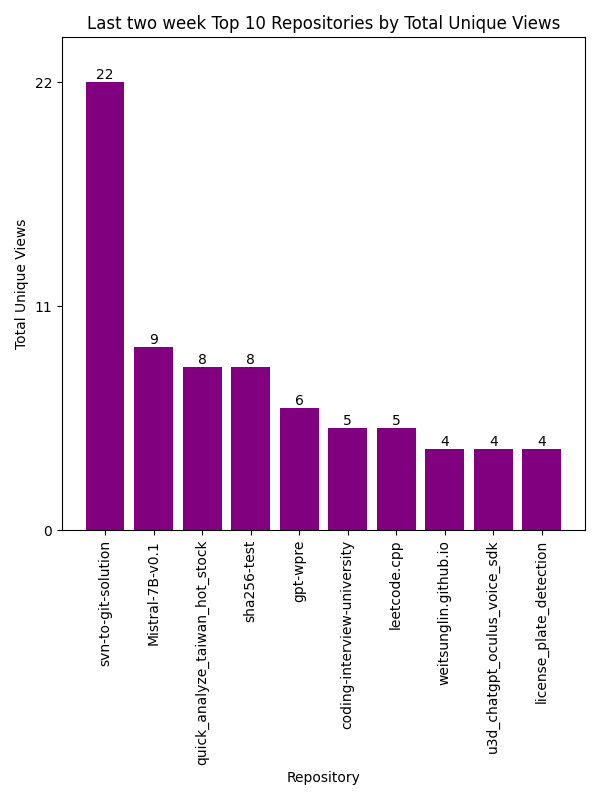 Last two week Top 10 Repositories by Total Unique Views
Total Unique Views
22
11
0
22
9
8
8
6
5
5
4
4
4
svn-to-git-solution
Mistral-7B-v0.1
quick_analyze_taiwan_hot_stock
sha256-test
gpt-wpre
coding-interview-university
leetcode.cpp
weitsunglin.github.io
u3d_chatgpt_oculus_voice_sdk
license_plate_detection
Repository